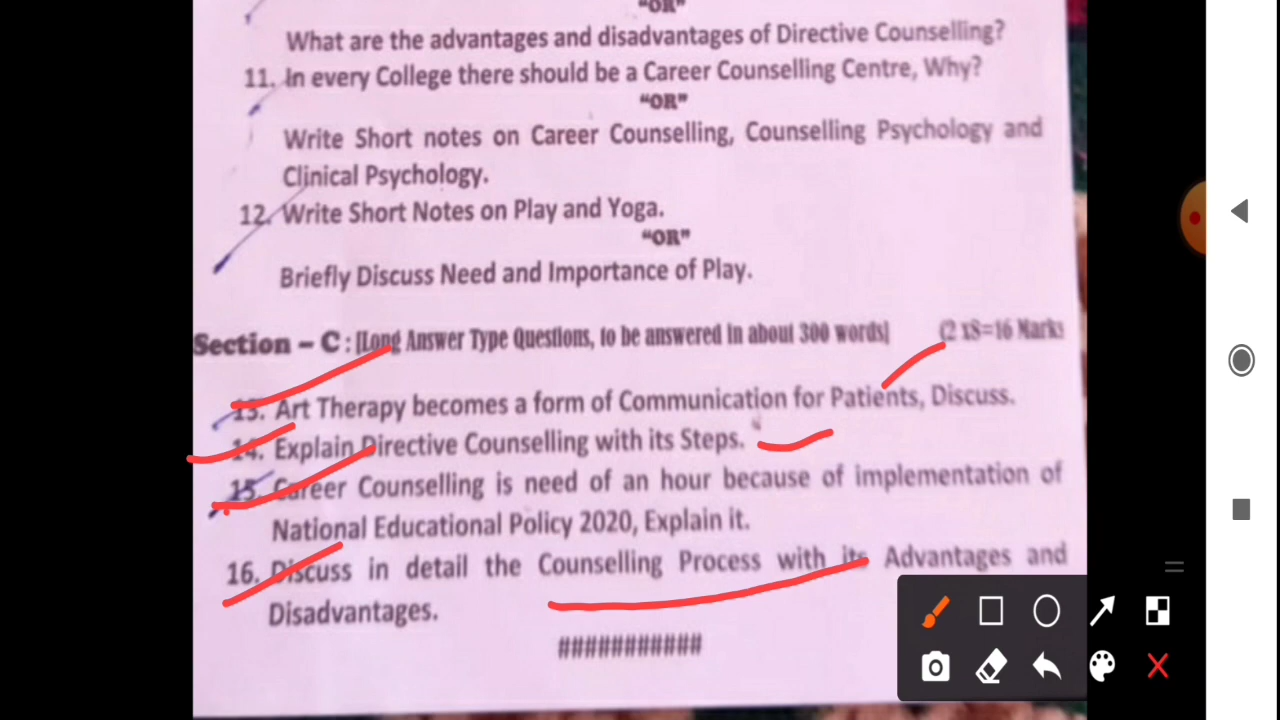 "OR"
What are the advantages and disadvantages of Directive Counselling?
11. In every College there should be a Career Counselling Centre, Why?
"OR"
Write Short notes on Career Counselling, Counselling Psychology and
Clinical Psychology.
12. Write Short Notes on Play and Yoga.
"OR"
Briefly Discuss Need and Importance of Play.
Section – C : [Long Answer Type Questions, to be answered in about 300 words] (2 x8=16 Marks
13. Art Therapy becomes a form of Communication for Patients, Discuss.
14. Explain Directive Counselling with its Steps.
15. Career Counselling is need of an hour because of implementation of
National Educational Policy 2020, Explain it.
16. Discuss in detail the Counselling Process with its Advantages and
Disadvantages.
###########